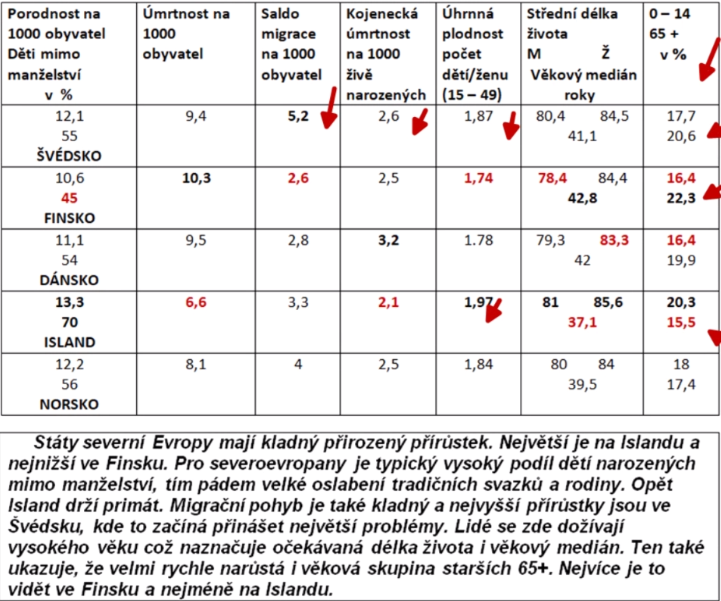 Porodnost na 1000 obyvatel Děti mimo manželství v % | Úmrtnost na 1000 obyvatel | Saldo migrace na 1000 obyvatel | Kojenecká úmrtnost na 1000 živě narozených | Úhrnná plodnost počet dětí/ženu (15 – 49) | Střední délka života M Ž Věkový medián roky | 0 – 14 65 + v %
12,1 55 ŠVÉDSKO | 9,4 | 5,2 | 2,6 | 1,87 | 80,4 84,5 41,1 | 17,7 20,6
10,6 45 FINSKO | 10,3 | 2,6 | 2,5 | 1,74 | 78,4 84,4 42,8 | 16,4 22,3
11,1 54 DÁNSKO | 9,5 | 2,8 | 3,2 | 1.78 | 79,3 83,3 42 | 16,4 19,9
13,3 70 ISLAND | 6,6 | 3,3 | 2,1 | 1,97 | 81 85,6 37,1 | 20,3 15,5
12,2 56 NORSKO | 8,1 | 4 | 2,5 | 1,84 | 80 84 39,5 | 18 17,4
Státy severní Evropy mají kladný přirozený přírůstek. Největší je na Islandu a
nejnižší ve Finsku. Pro severoevropany je typický vysoký podíl dětí narozených
mimo manželství, tím pádem velké oslabení tradičních svazků a rodiny. Opět
Island drží primát. Migrační pohyb je také kladný a nejvyšší přírůstky jsou ve
Švédsku, kde to začíná přinášet největší problémy. Lidé se zde dožívají
vysokého věku což naznačuje očekávaná délka života i věkový medián. Ten také
ukazuje, že velmi rychle narůstá i věková skupina starších 65+. Nejvíce je to
vidět ve Finsku a nejméně na Islandu.